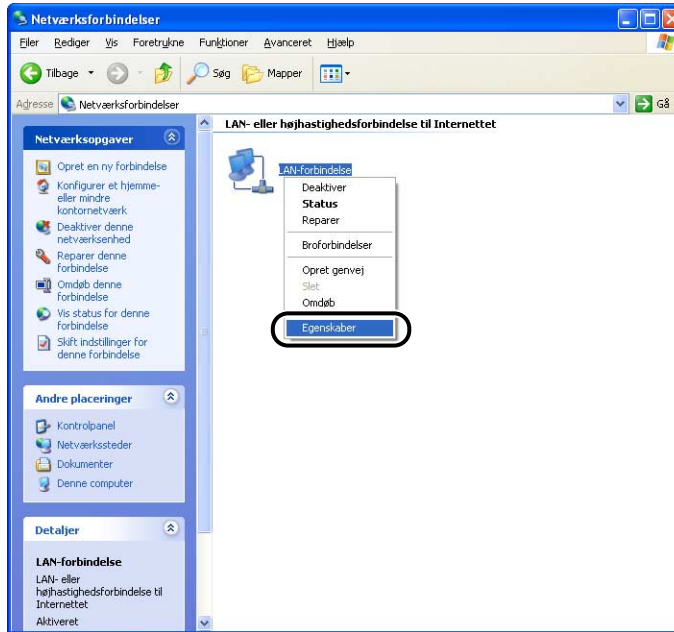 Netværksforbindelser
Filer Rediger Vis Foretrukne Funktioner Avanceret Hjælp
Tilbage Søg Mapper
Adresse Netværksforbindelser Gå
Netværksopgaver
Opret en ny forbindelse
Konfigurer et hjemme-
eller mindre
kontornetværk
Deaktiver denne
netværksenhed
Reparer denne
forbindelse
Omdøb denne
forbindelse
Vis status for denne
forbindelse
Skift indstillinger for
denne forbindelse
Andre placeringer
Kontrolpanel
Netværkssteder
Dokumenter
Denne computer
Detaljer
LAN-forbindelse
LAN- eller
højhastighedsforbindelse til
Internettet
Aktiveret
LAN- eller højhastighedsforbindelse til Internettet
LAN-forbindelse
Deaktiver
Status
Reparer
Broforbindelser
Opret genvej
Slet
Omdøb
Egenskaber